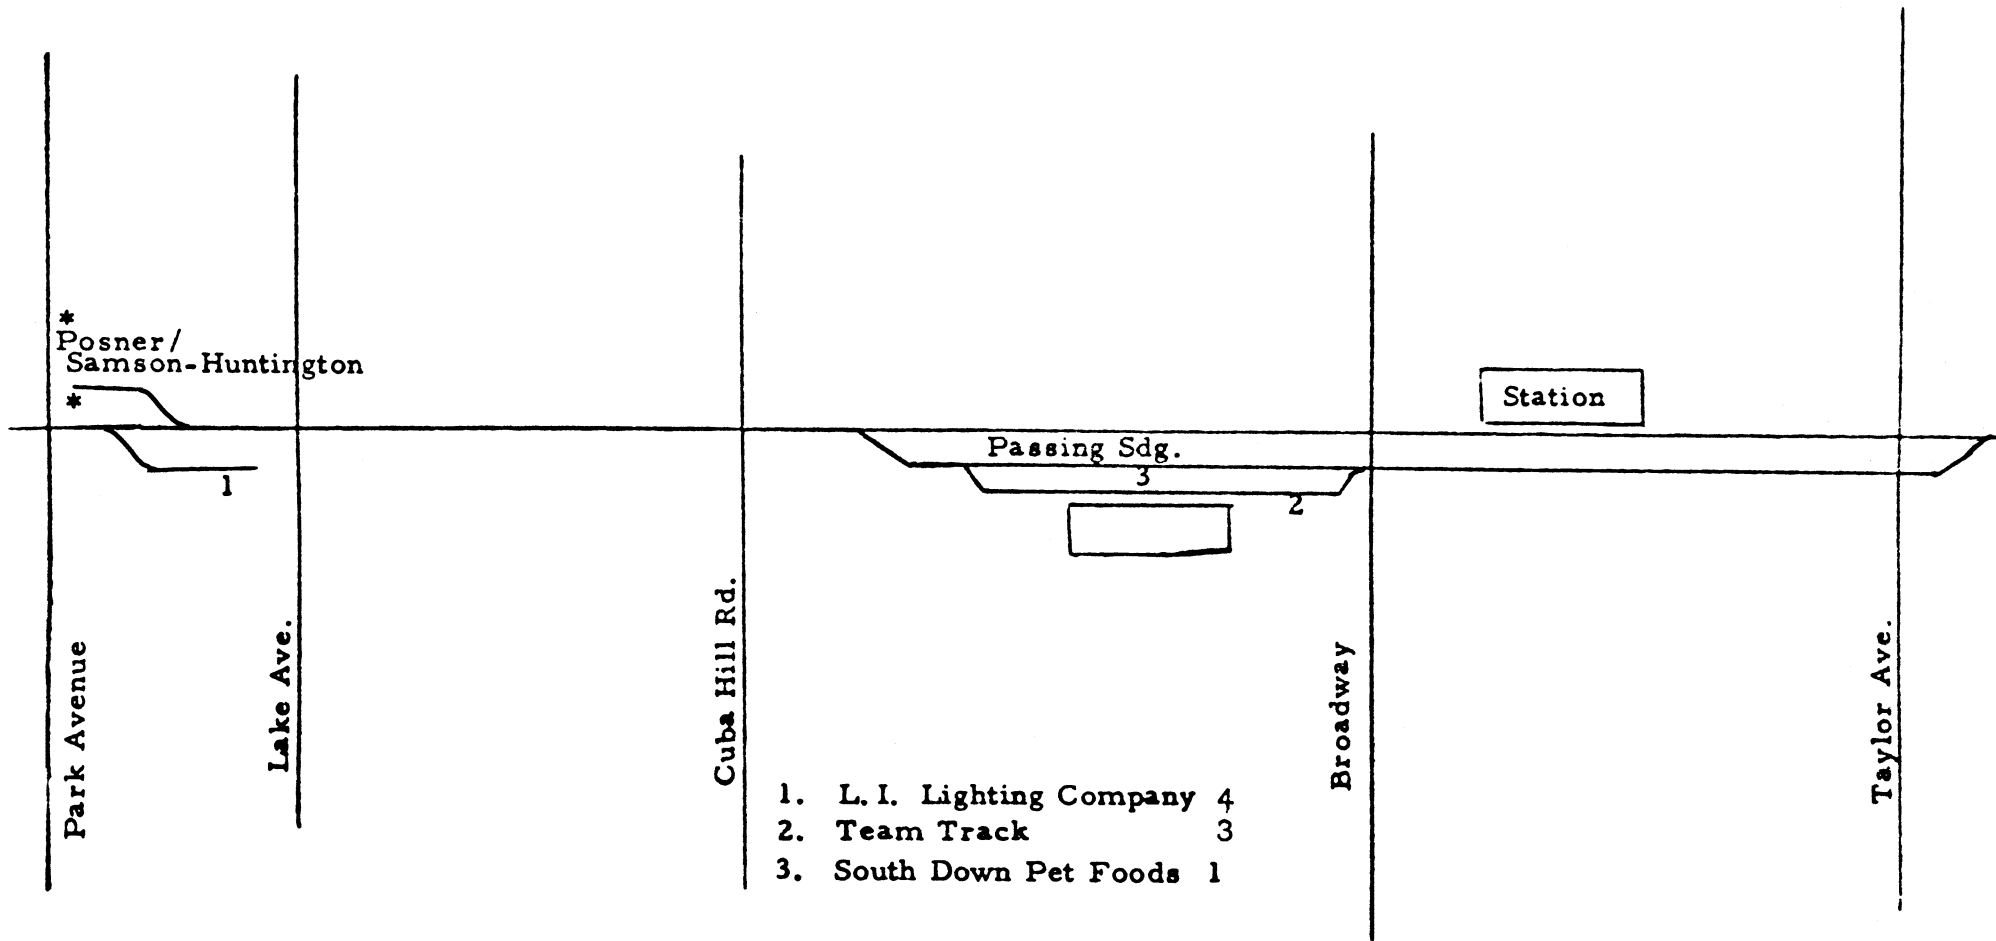 *
Posner/
Samson-Huntington
*
Station
Passing Sdg.
3
1
2
Park Avenue
Lake Ave.
Cuba Hill Rd.
Broadway
Taylor Ave.
1. L. I. Lighting Company 4
2. Team Track 3
3. South Down Pet Foods 1